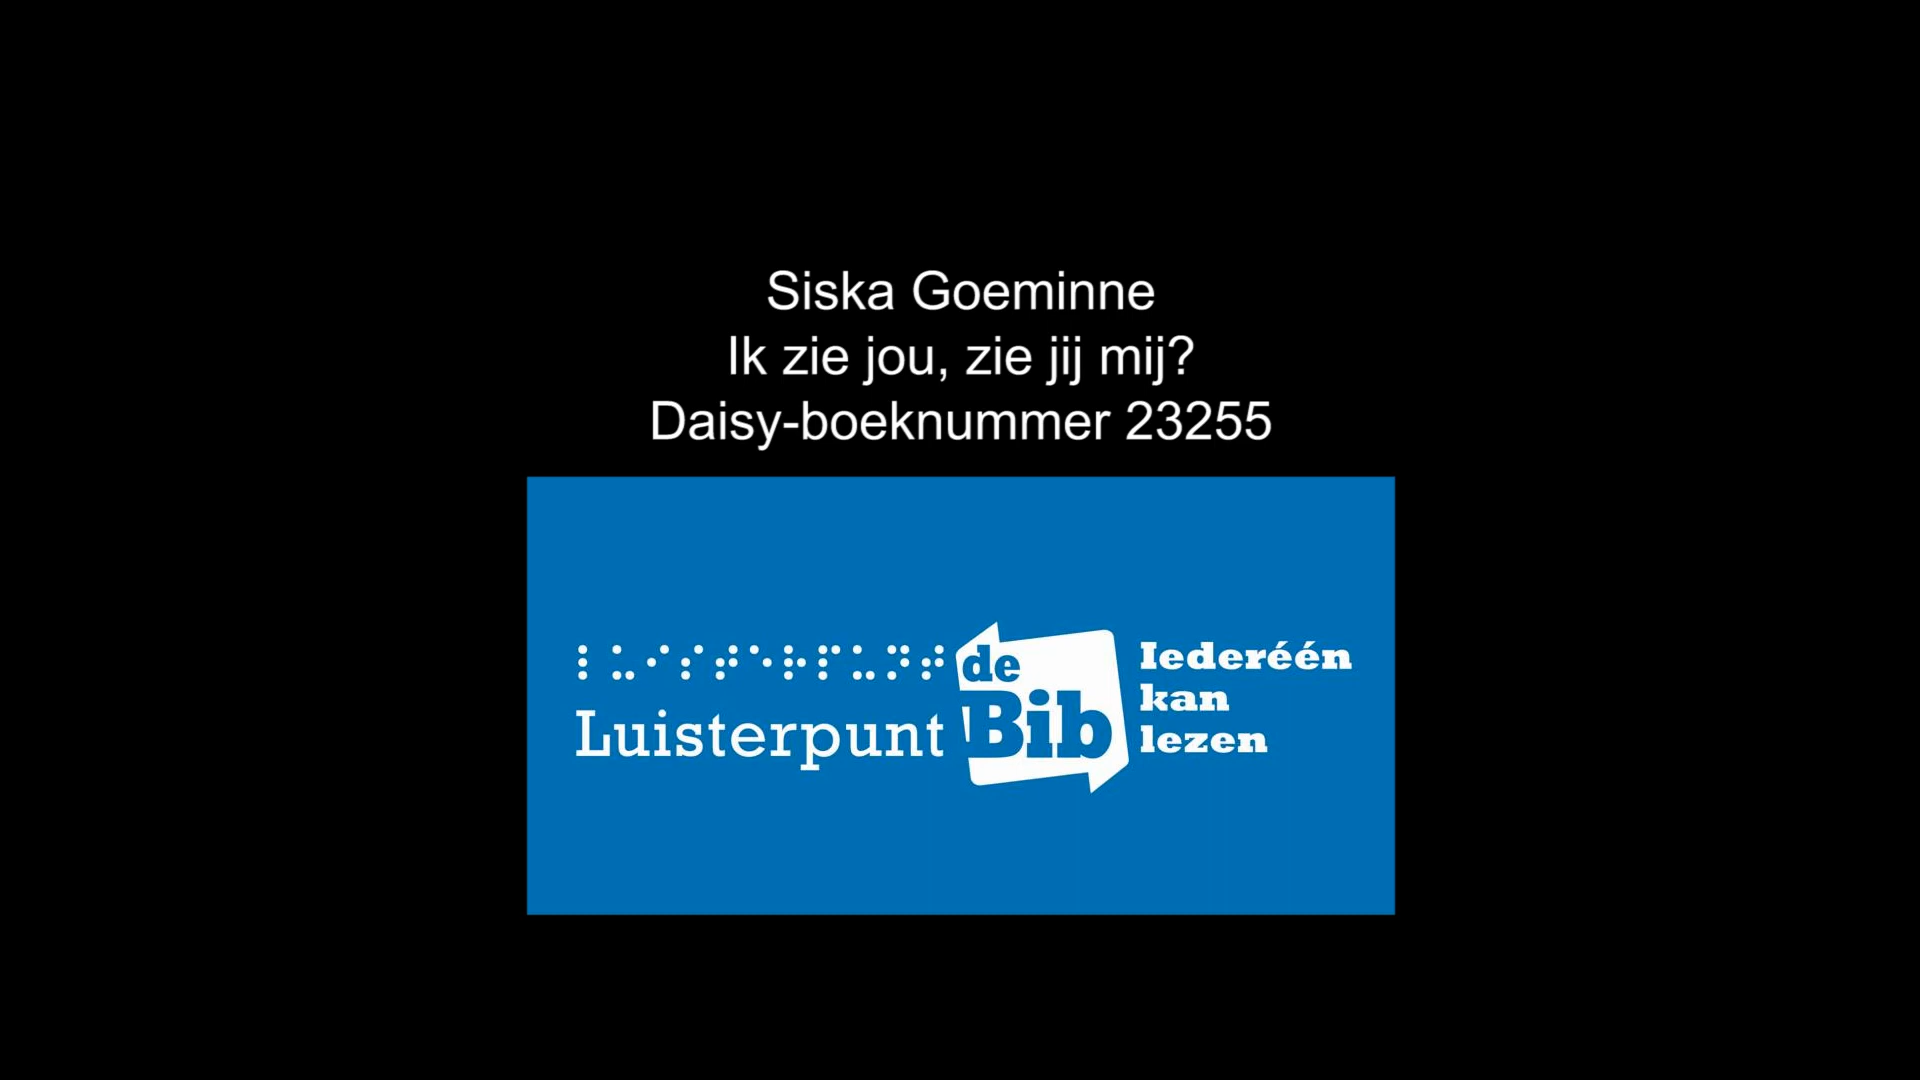 Siska Goeminne
Ik zie jou, zie jij mij?
Daisy-boeknummer 23255
⠇⠥⠊⠎⠞⠑⠗⠏⠥⠝⠞
Luisterpunt
de
Bib
Iederéén
kan
lezen